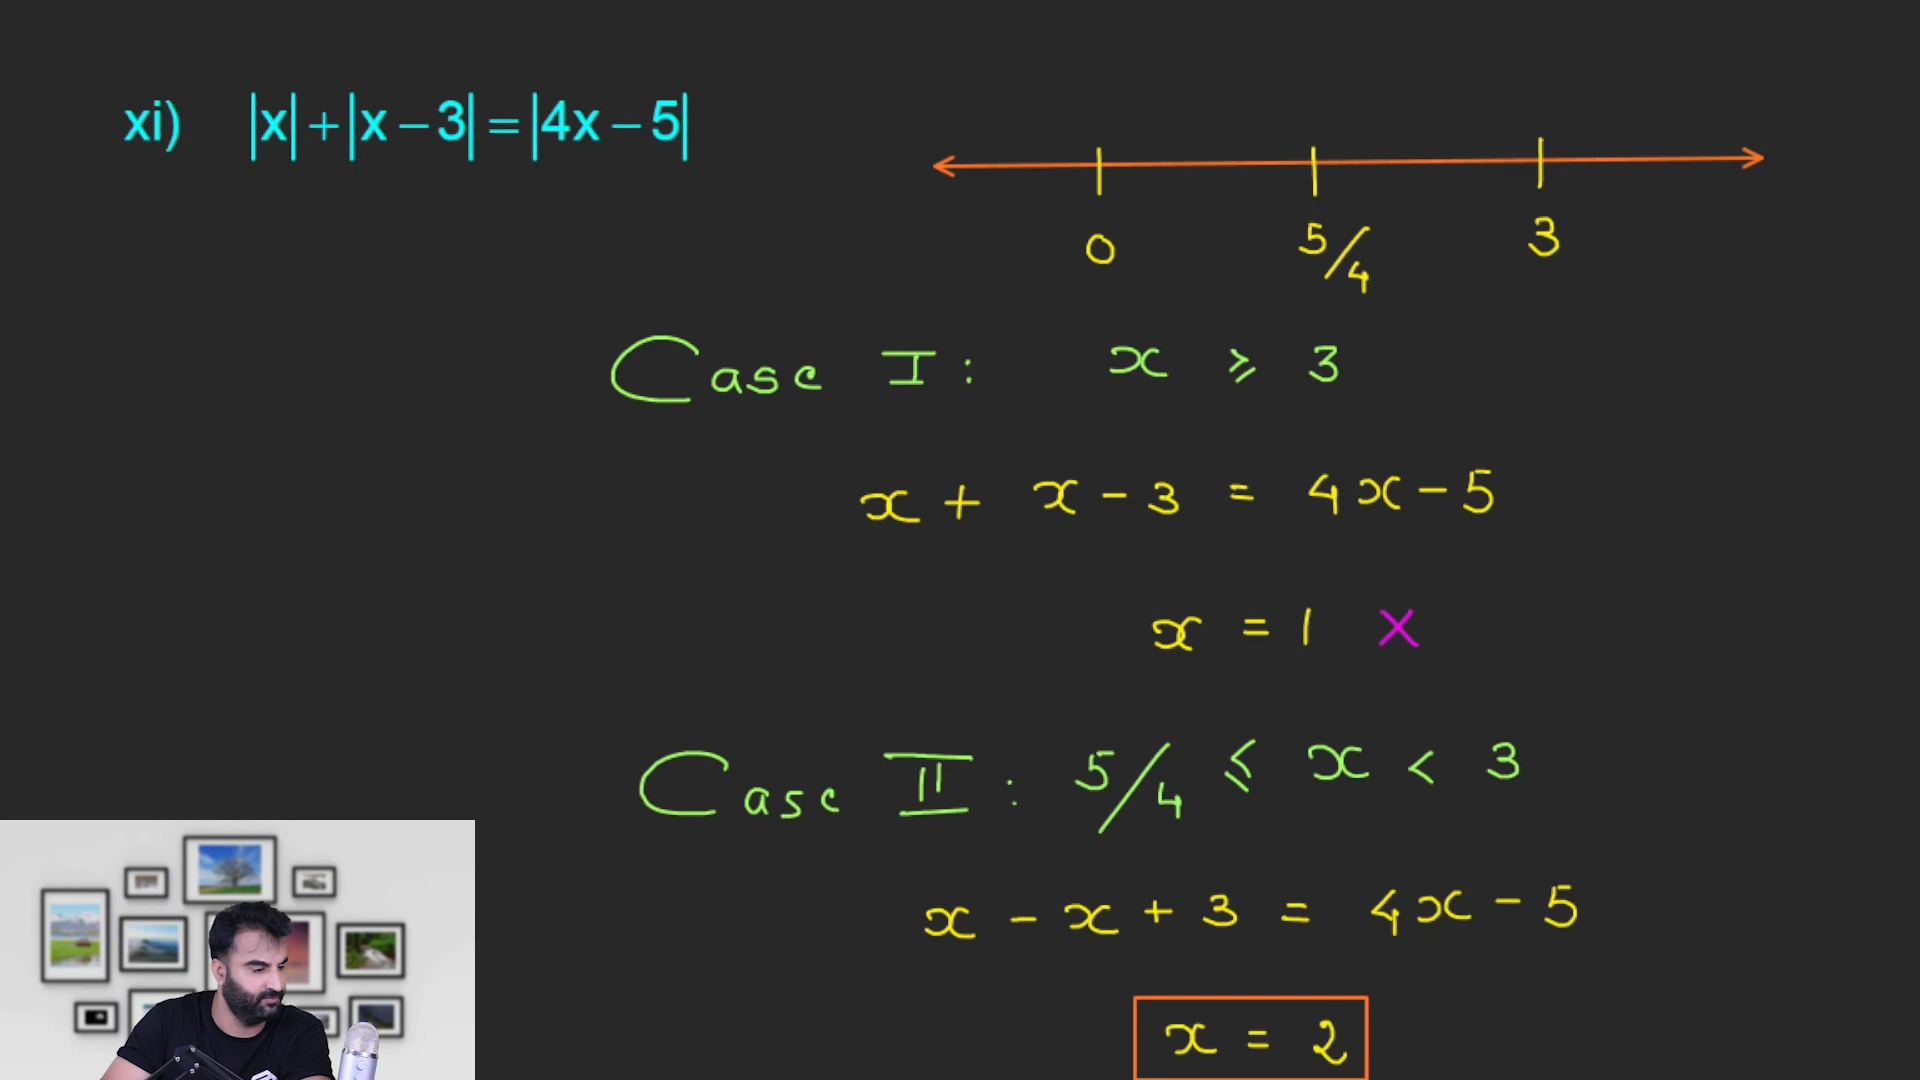 xi) |x|+|x−3|=|4x−5|
0 5/4 3
Case I: x ⩾ 3
x + x − 3 = 4x − 5
x = 1 X
Case II: 5/4 ⩽ x < 3
x − x + 3 = 4x − 5
x = 2